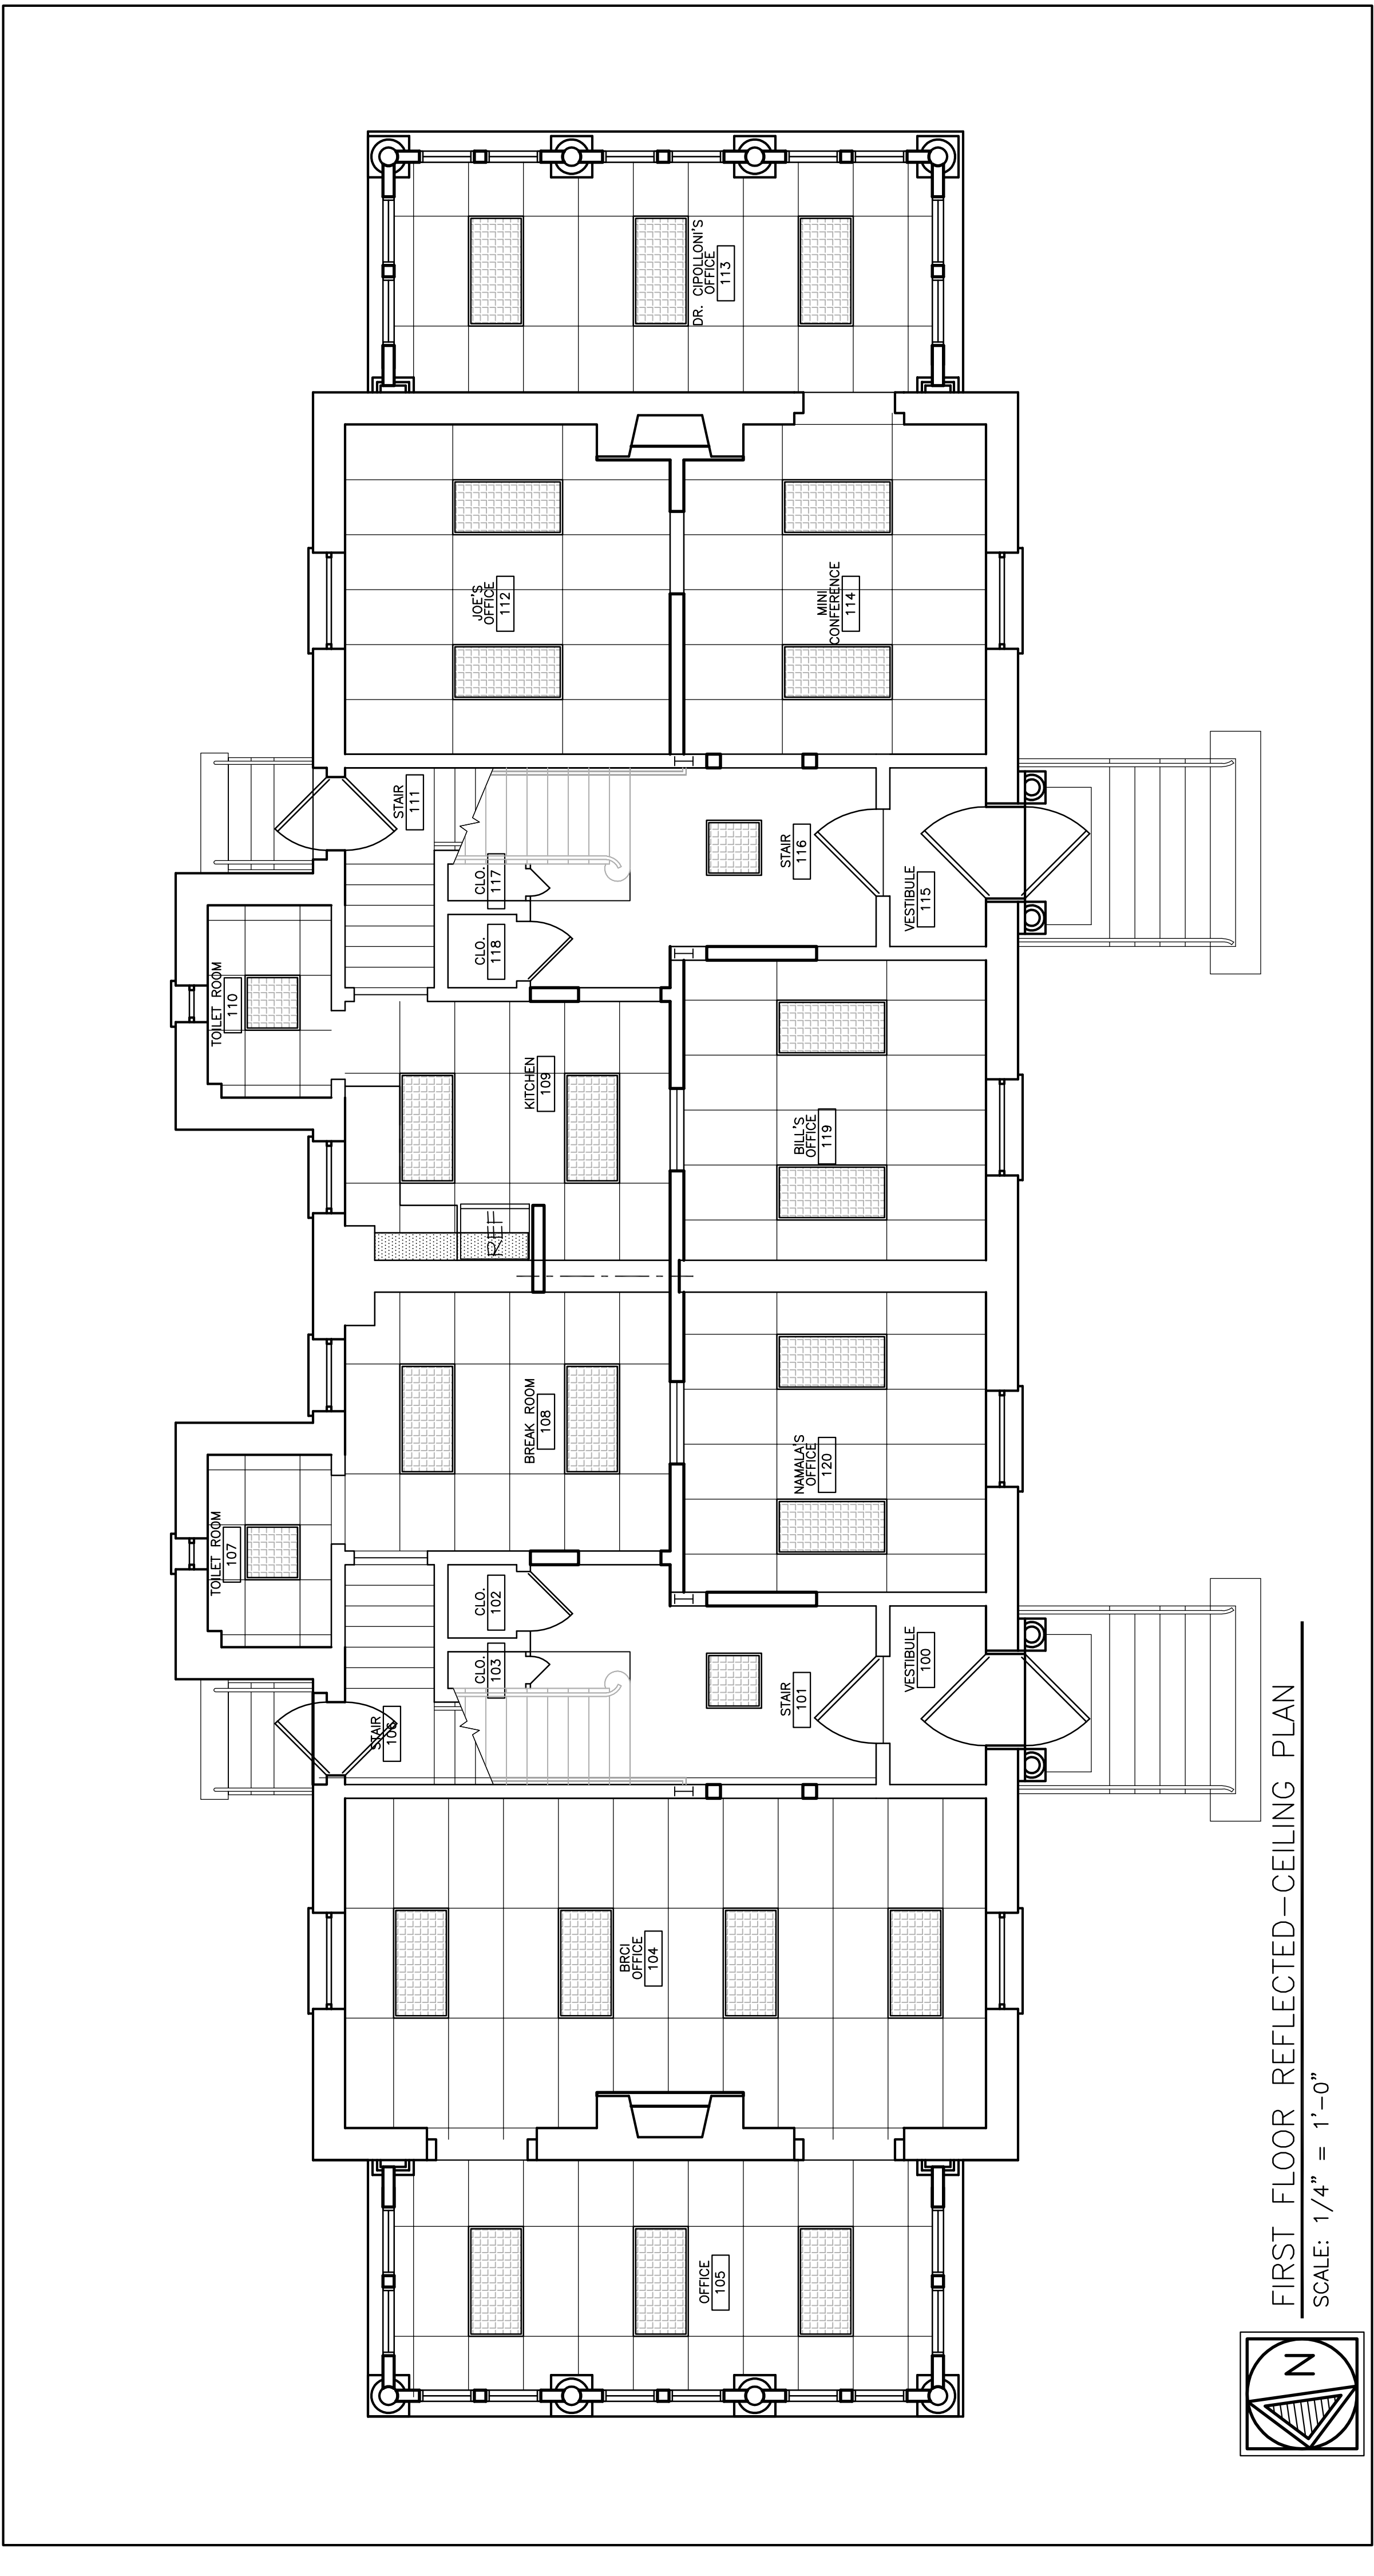 DR. CIPOLLONI'S
OFFICE
113
JOE'S
OFFICE
112
MINI
CONFERENCE
114
STAIR
111
CLO.
117
STAIR
116
VESTIBULE
115
CLO.
118
TOILET ROOM
110
KITCHEN
109
BILL'S
OFFICE
119
REF
BREAK ROOM
108
NAMALA'S
OFFICE
120
TOILET ROOM
107
CLO.
102
CLO.
103
STAIR
106
STAIR
101
VESTIBULE
100
BRCI
OFFICE
104
OFFICE
105
FIRST FLOOR REFLECTED-CEILING PLAN
SCALE: 1/4" = 1'-0"
N